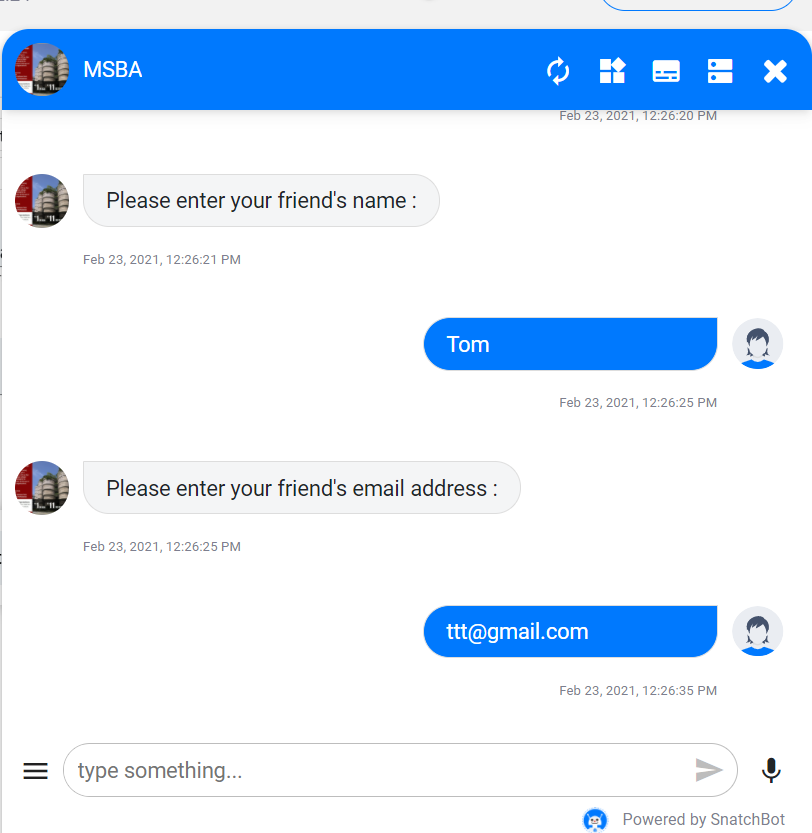 MSBA
Feb 23, 2021, 12:26:20 PM
Please enter your friend's name :
Feb 23, 2021, 12:26:21 PM
Tom
Feb 23, 2021, 12:26:25 PM
Please enter your friend's email address :
Feb 23, 2021, 12:26:25 PM
ttt@gmail.com
Feb 23, 2021, 12:26:35 PM
type something...
Powered by SnatchBot